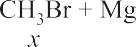 CH₃Br + Mg
x